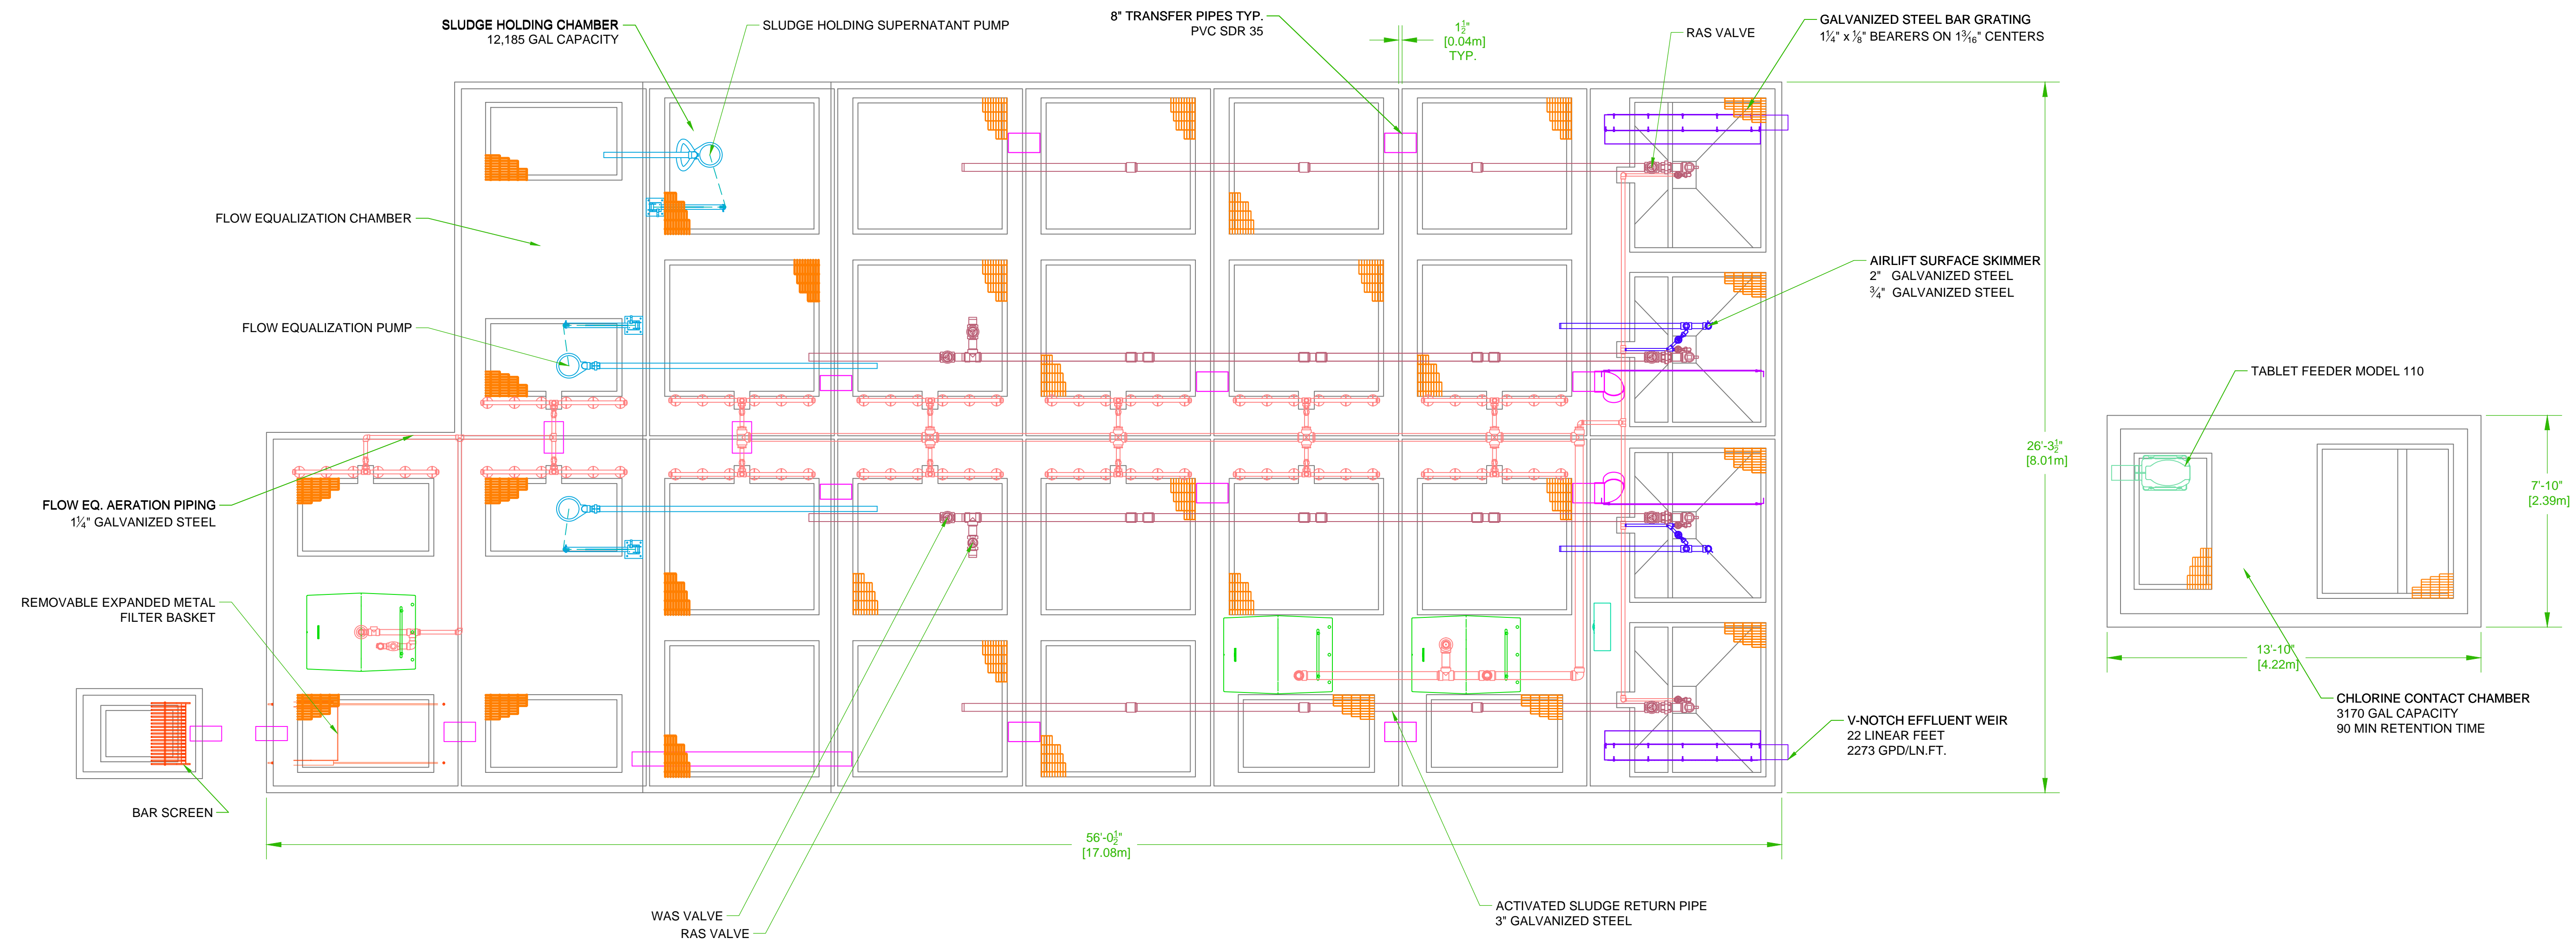 SLUDGE HOLDING CHAMBER
12,185 GAL CAPACITY
SLUDGE HOLDING SUPERNATANT PUMP
8" TRANSFER PIPES TYP.
PVC SDR 35
1½"
[0.04m]
TYP.
RAS VALVE
GALVANIZED STEEL BAR GRATING
1¼" x ⅛" BEARERS ON 1³⁄₁₆" CENTERS
FLOW EQUALIZATION CHAMBER
AIRLIFT SURFACE SKIMMER
2" GALVANIZED STEEL
¾" GALVANIZED STEEL
FLOW EQUALIZATION PUMP
TABLET FEEDER MODEL 110
26'-3½"
[8.01m]
7'-10"
[2.39m]
FLOW EQ. AERATION PIPING
1¼" GALVANIZED STEEL
REMOVABLE EXPANDED METAL
FILTER BASKET
13'-10"
[4.22m]
CHLORINE CONTACT CHAMBER
3170 GAL CAPACITY
90 MIN RETENTION TIME
V-NOTCH EFFLUENT WEIR
22 LINEAR FEET
2273 GPD/LN.FT.
BAR SCREEN
56'-0½"
[17.08m]
WAS VALVE
RAS VALVE
ACTIVATED SLUDGE RETURN PIPE
3" GALVANIZED STEEL